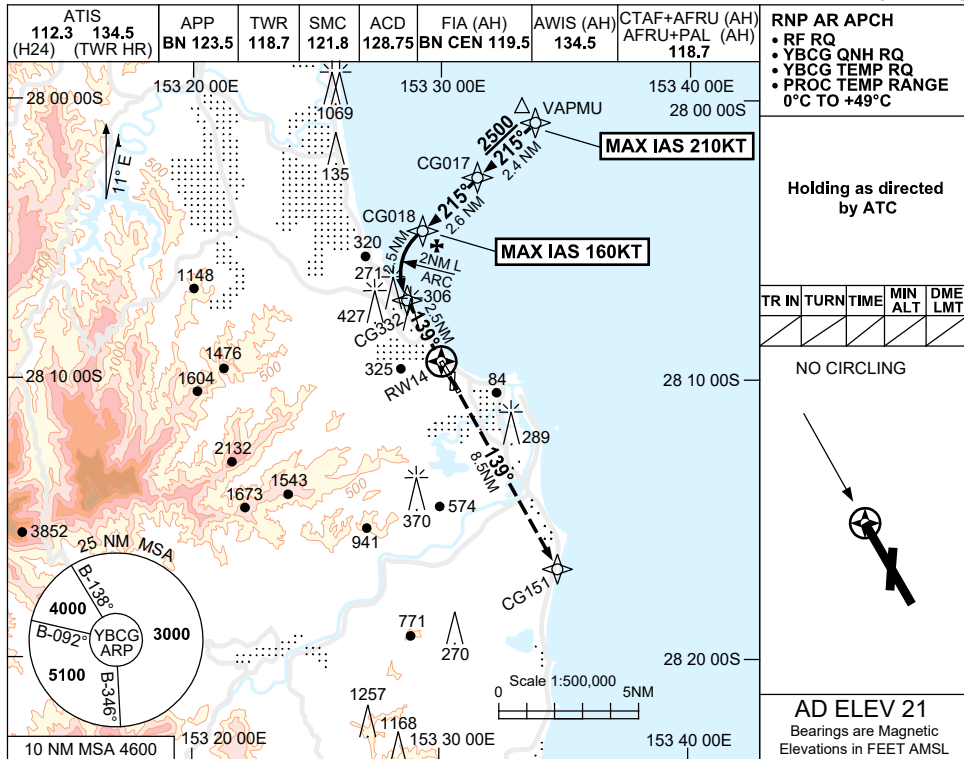 ATIS
112.3 134.5
(H24) (TWR HR)
APP
BN 123.5
TWR
118.7
SMC
121.8
ACD
128.75
FIA (AH)
BN CEN 119.5
AWIS (AH)
134.5
CTAF+AFRU (AH)
AFRU+PAL (AH)
118.7
RNP AR APCH
• RF RQ
• YBCG QNH RQ
• YBCG TEMP RQ
• PROC TEMP RANGE
0°C TO +49°C
Holding as directed
by ATC
TR IN TURN TIME MIN ALT DME LMT
NO CIRCLING
AD ELEV 21
Bearings are Magnetic
Elevations in FEET AMSL
153 20 00E
153 30 00E
153 40 00E
28 00 00S
28 00 00S
11° E
500
1500
1069
135
VAPMU
MAX IAS 210KT
2500
215°
2.4 NM
CG017
215°
2.6 NM
CG018
MAX IAS 160KT
2.5NM
2NM L
ARC
320
271
306
427
CG332
2.5NM
139°
1148
1000
500
1476
1604
325
RW14
84
28 10 00S
28 10 00S
289
139°
8.5NM
2132
1543
1673
500
370
574
941
3852
CG151
25 NM MSA
B-138°
4000
B-092°
YBCG
ARP
3000
5100
B-346°
771
270
28 20 00S
Scale 1:500,000
0 5NM
1257
1168
10 NM MSA 4600
153 20 00E
153 30 00E
153 40 00E